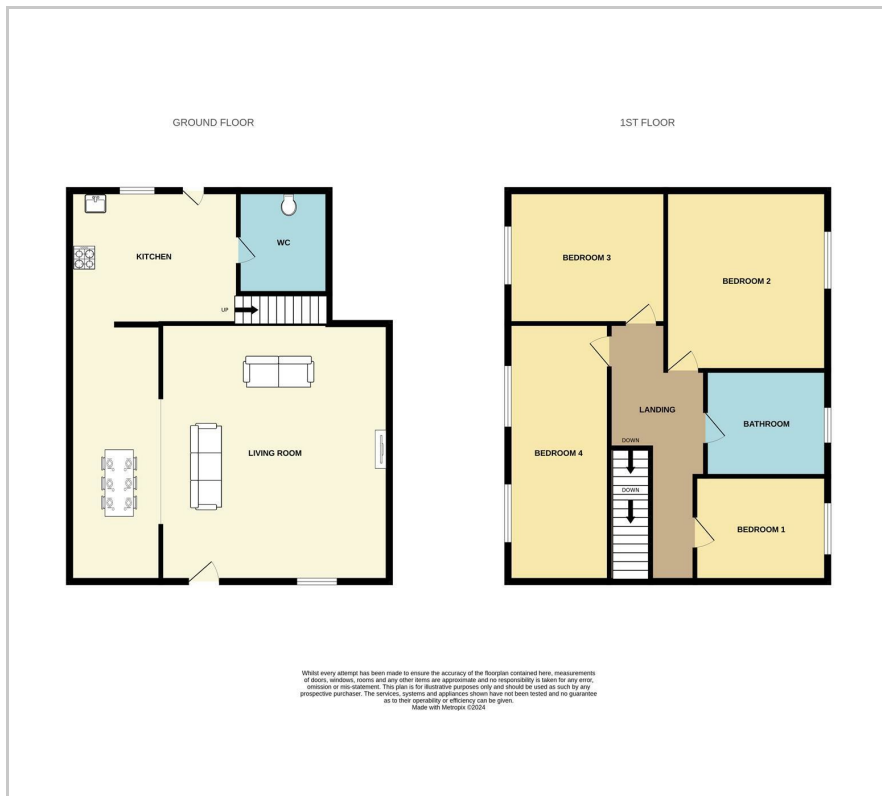 GROUND FLOOR
1ST FLOOR
KITCHEN
WC
UP
LIVING ROOM
BEDROOM 3
BEDROOM 2
LANDING
BATHROOM
DOWN
BEDROOM 4
DOWN
BEDROOM 1
Whilst every attempt has been made to ensure the accuracy of the floorplan contained here, measurements
of doors, windows, rooms and any other items are approximate and no responsibility is taken for any error,
omission or mis-statement. This plan is for illustrative purposes only and should be used as such by any
prospective purchaser. The services, systems and appliances shown have not been tested and no guarantee
as to their operability or efficiency can be given.
Made with Metropix ©2024